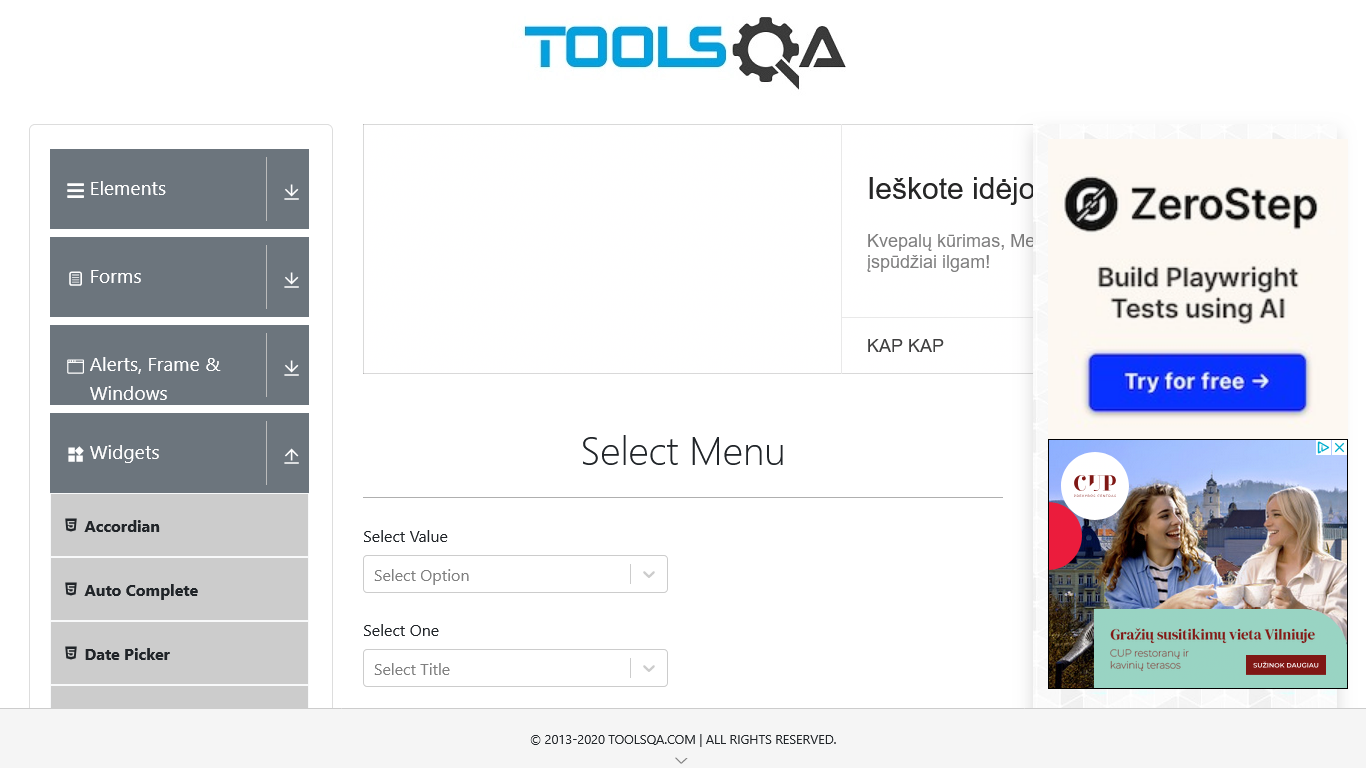 TOOLSQA
Elements
Forms
Alerts, Frame &
Windows
Widgets
Accordian
Auto Complete
Date Picker
Ieškote idėjo
Kvepalų kūrimas, Me
įspūdžiai ilgam!
KAP KAP
Select Menu
Select Value
Select Option
Select One
Select Title
ZeroStep
Build Playwright
Tests using AI
Try for free →
CUP
Gražių susitikimų vieta Vilniuje
CUP restoranų ir
kavinių terasos
SUŽINOK DAUGIAU
© 2013-2020 TOOLSQA.COM | ALL RIGHTS RESERVED.